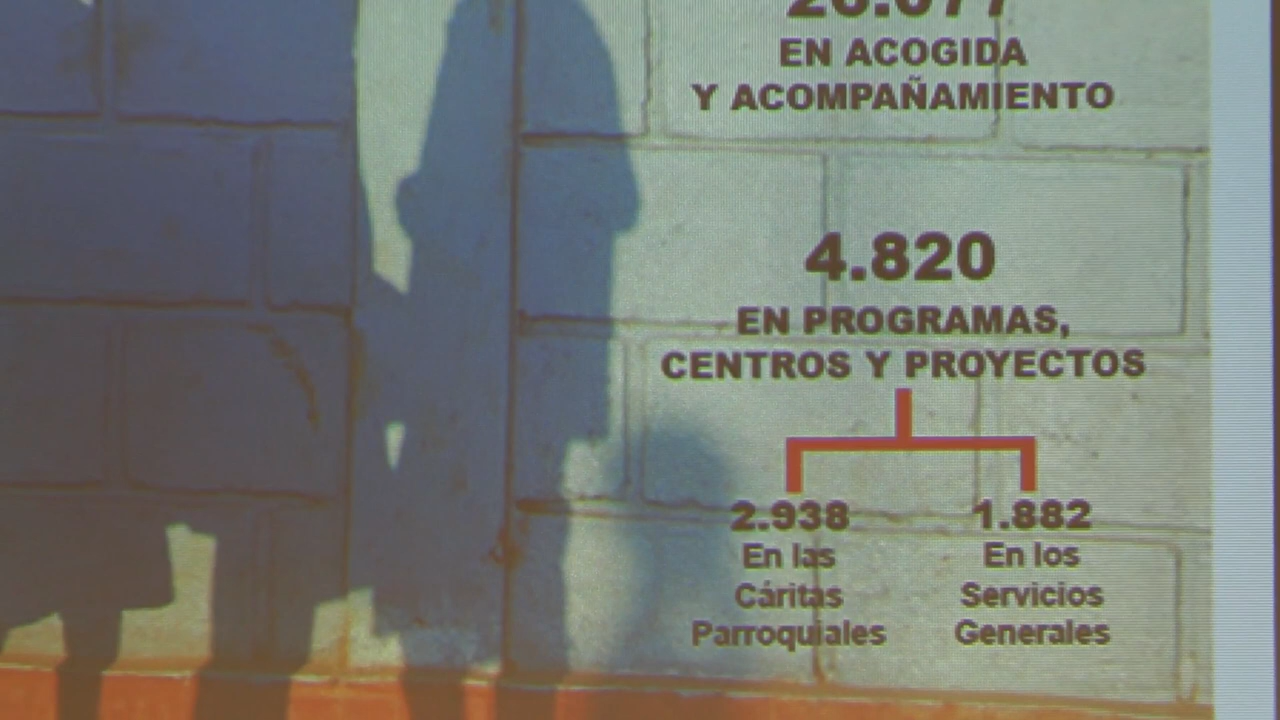 EN ACOGIDA
Y ACOMPAÑAMIENTO
4.820
EN PROGRAMAS,
CENTROS Y PROYECTOS
2.938
En las
Cáritas
Parroquiales
1.882
En los
Servicios
Generales